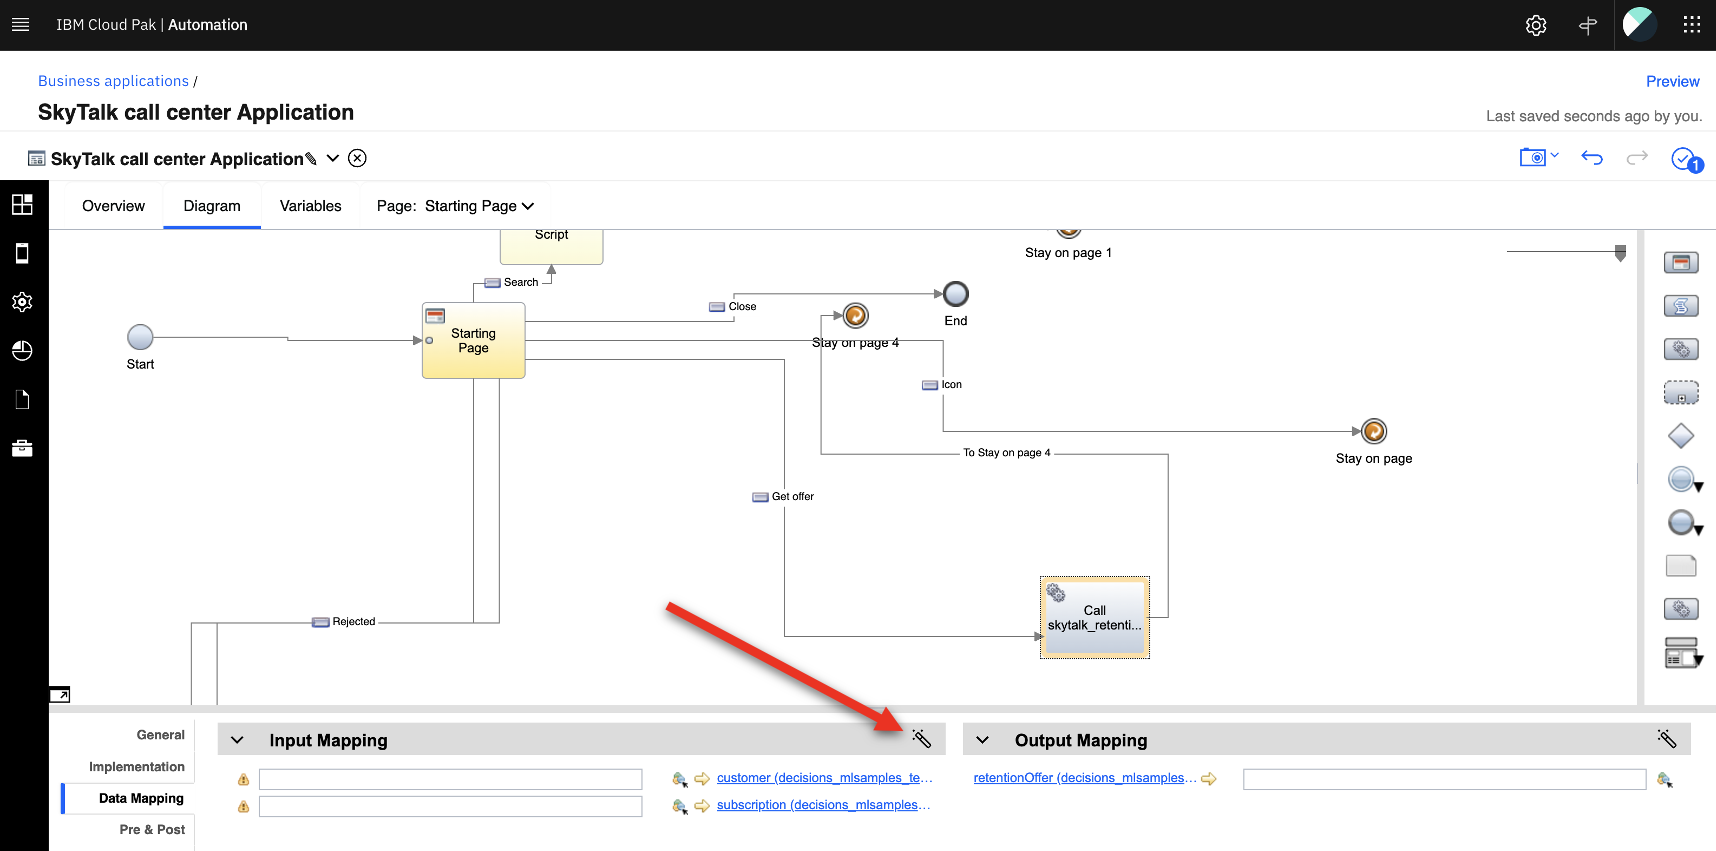 IBM Cloud Pak | Automation
Business applications /
Preview
SkyTalk call center Application
Last saved seconds ago by you.
SkyTalk call center Application
1
Overview
Diagram
Variables
Page: Starting Page
Script
Stay on page 1
Search
Close
End
Starting
Page
Stay on page 4
Start
Icon
To Stay on page 4
Stay on page
Get offer
Call
skytalk_retenti...
Rejected
General
Implementation
Data Mapping
Pre & Post
Input Mapping
customer (decisions_mlsamples_te...
subscription (decisions_mlsamples...
Output Mapping
retentionOffer (decisions_mlsamples...